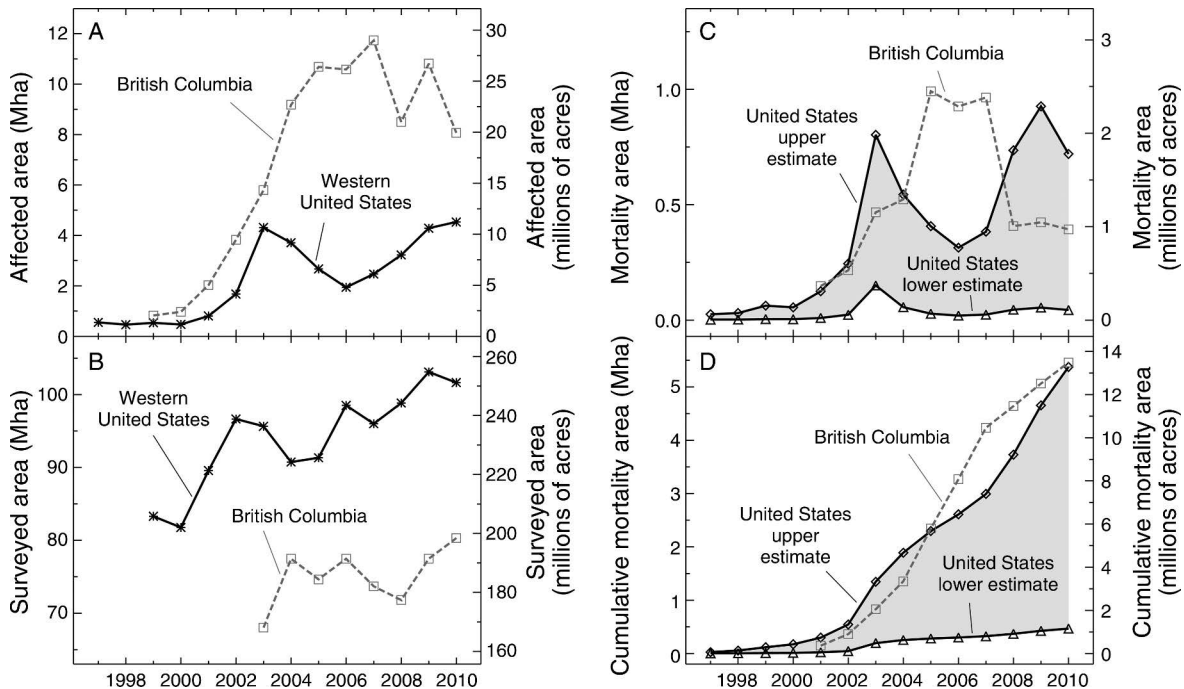 A
12
10
8
6
4
2
0
Affected area (Mha)
30
25
20
15
10
5
0
Affected area
(millions of acres)
British Columbia
Western
United States
B
100
90
80
70
Surveyed area (Mha)
260
240
220
200
180
160
Surveyed area
(millions of acres)
Western
United States
British Columbia
1998 2000 2002 2004 2006 2008 2010
C
1.0
0.5
0.0
Mortality area (Mha)
3
2
1
0
Mortality area
(millions of acres)
British Columbia
United States
upper
estimate
United States
lower estimate
D
5
4
3
2
1
0
Cumulative mortality area (Mha)
14
12
10
8
6
4
2
0
Cumulative mortality area
(millions of acres)
British Columbia
United States
upper
estimate
United States
lower estimate
1998 2000 2002 2004 2006 2008 2010